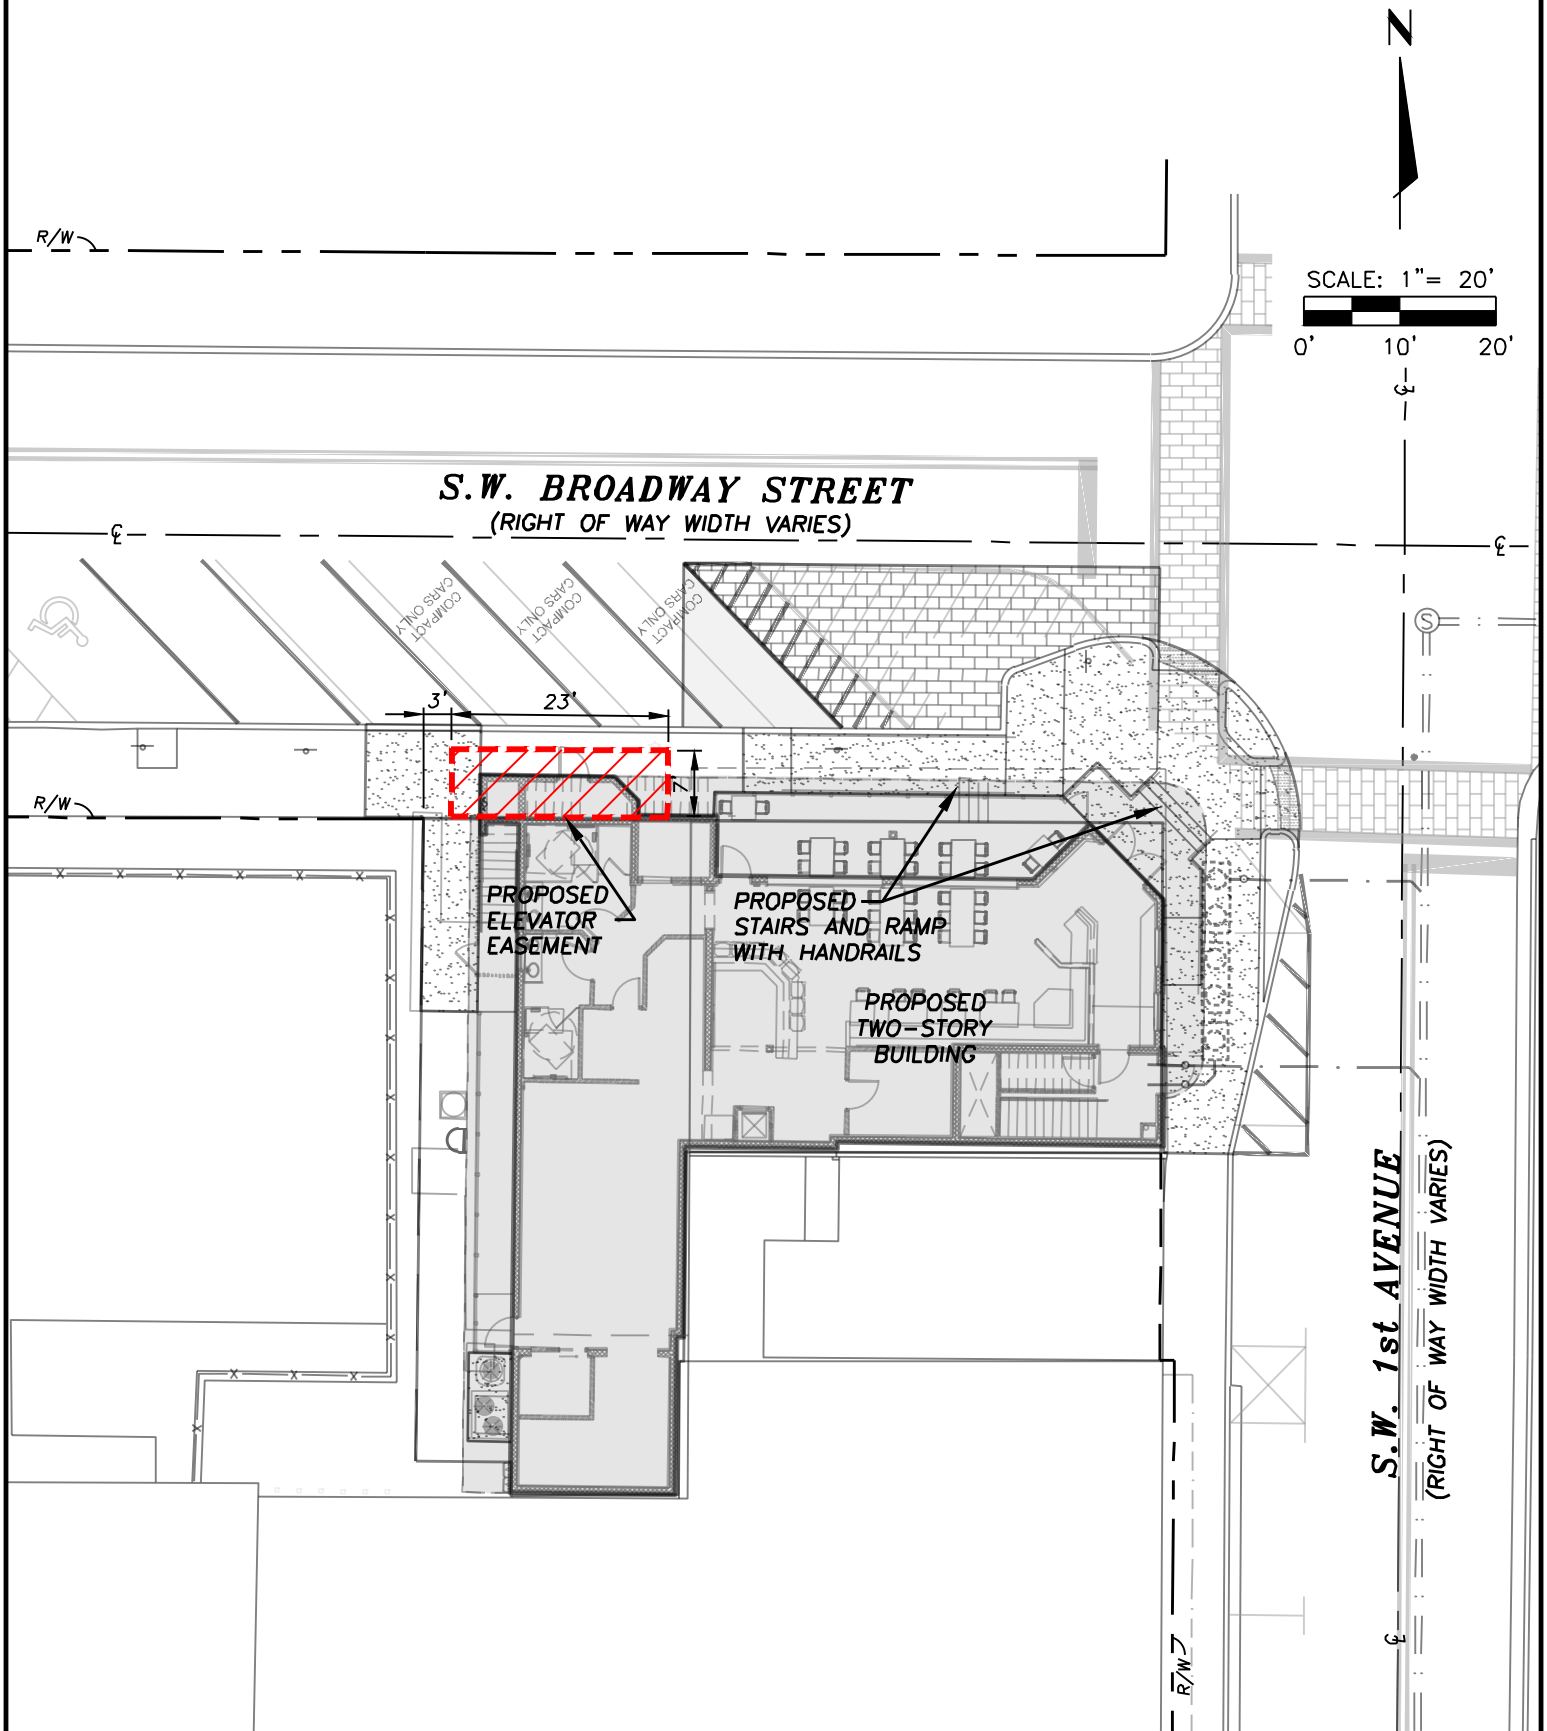 N
R/W
SCALE: 1"= 20'
0' 10' 20'
℄
S.W. BROADWAY STREET
(RIGHT OF WAY WIDTH VARIES)
℄
℄
COMPACT
CARS ONLY
COMPACT
CARS ONLY
COMPACT
CARS ONLY
S
3'
23'
7'
R/W
PROPOSED
ELEVATOR
EASEMENT
PROPOSED
STAIRS AND RAMP
WITH HANDRAILS
PROPOSED
TWO-STORY
BUILDING
S.W. 1st AVENUE
(RIGHT OF WAY WIDTH VARIES)
℄
R/W